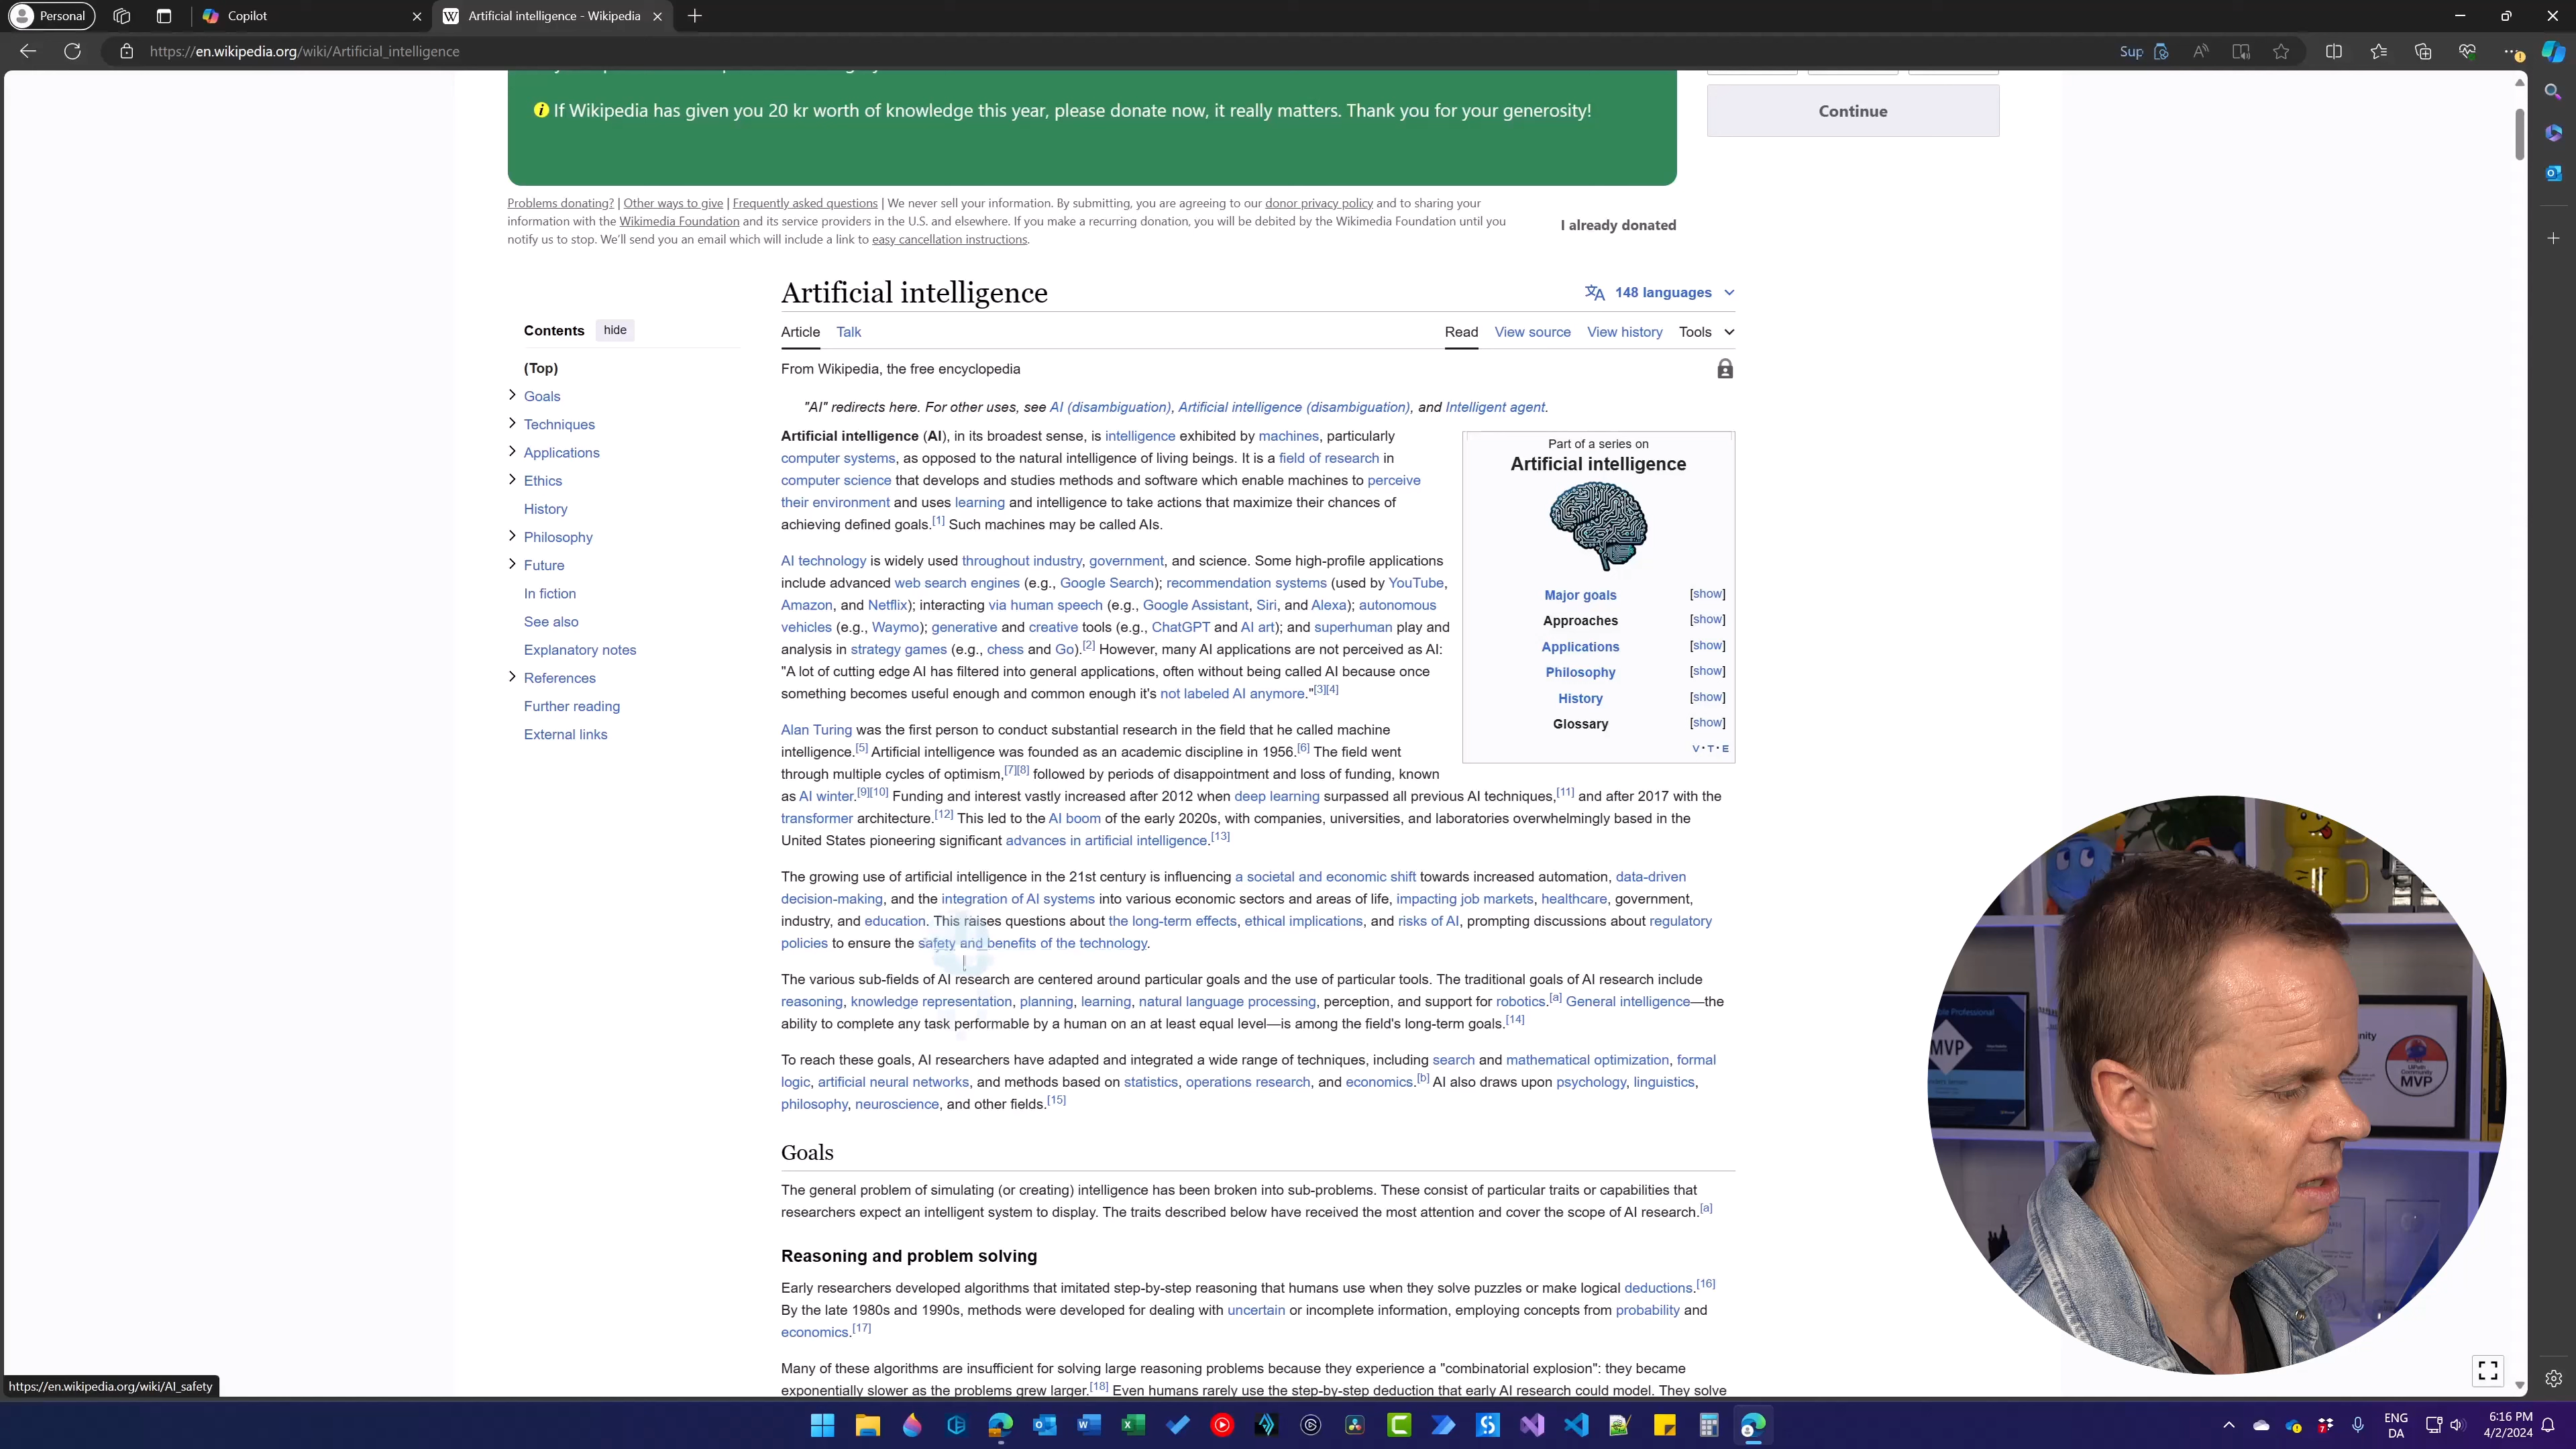 Personal
Copilot
Artificial intelligence - Wikipedia
https://en.wikipedia.org/wiki/Artificial_intelligence
Sup
If Wikipedia has given you 20 kr worth of knowledge this year, please donate now, it really matters. Thank you for your generosity!
Continue
Problems donating? | Other ways to give | Frequently asked questions | We never sell your information. By submitting, you are agreeing to our donor privacy policy and to sharing your
information with the Wikimedia Foundation and its service providers in the U.S. and elsewhere. If you make a recurring donation, you will be debited by the Wikimedia Foundation until you
notify us to stop. We'll send you an email which will include a link to easy cancellation instructions.
I already donated
Artificial intelligence
148 languages
Contents hide
Article Talk
Read View source View history Tools
(Top)
Goals
Techniques
Applications
Ethics
History
Philosophy
Future
In fiction
See also
Explanatory notes
References
Further reading
External links
From Wikipedia, the free encyclopedia
"AI" redirects here. For other uses, see AI (disambiguation), Artificial intelligence (disambiguation), and Intelligent agent.
Artificial intelligence (AI), in its broadest sense, is intelligence exhibited by machines, particularly
computer systems, as opposed to the natural intelligence of living beings. It is a field of research in
computer science that develops and studies methods and software which enable machines to perceive
their environment and uses learning and intelligence to take actions that maximize their chances of
achieving defined goals.[1] Such machines may be called AIs.
AI technology is widely used throughout industry, government, and science. Some high-profile applications
include advanced web search engines (e.g., Google Search); recommendation systems (used by YouTube,
Amazon, and Netflix); interacting via human speech (e.g., Google Assistant, Siri, and Alexa); autonomous
vehicles (e.g., Waymo); generative and creative tools (e.g., ChatGPT and AI art); and superhuman play and
analysis in strategy games (e.g., chess and Go).[2] However, many AI applications are not perceived as AI:
"A lot of cutting edge AI has filtered into general applications, often without being called AI because once
something becomes useful enough and common enough it's not labeled AI anymore."[3][4]
Part of a series on
Artificial intelligence
Major goals [show]
Approaches [show]
Applications [show]
Philosophy [show]
History [show]
Glossary [show]
V·T·E
Alan Turing was the first person to conduct substantial research in the field that he called machine
intelligence.[5] Artificial intelligence was founded as an academic discipline in 1956.[6] The field went
through multiple cycles of optimism,[7][8] followed by periods of disappointment and loss of funding, known
as AI winter.[9][10] Funding and interest vastly increased after 2012 when deep learning surpassed all previous AI techniques,[11] and after 2017 with the
transformer architecture.[12] This led to the AI boom of the early 2020s, with companies, universities, and laboratories overwhelmingly based in the
United States pioneering significant advances in artificial intelligence.[13]
The growing use of artificial intelligence in the 21st century is influencing a societal and economic shift towards increased automation, data-driven
decision-making, and the integration of AI systems into various economic sectors and areas of life, impacting job markets, healthcare, government,
industry, and education. This raises questions about the long-term effects, ethical implications, and risks of AI, prompting discussions about regulatory
policies to ensure the safety and benefits of the technology.
The various sub-fields of AI research are centered around particular goals and the use of particular tools. The traditional goals of AI research include
reasoning, knowledge representation, planning, learning, natural language processing, perception, and support for robotics.[a] General intelligence—the
ability to complete any task performable by a human on an at least equal level—is among the field's long-term goals.[14]
To reach these goals, AI researchers have adapted and integrated a wide range of techniques, including search and mathematical optimization, formal
logic, artificial neural networks, and methods based on statistics, operations research, and economics.[b] AI also draws upon psychology, linguistics,
philosophy, neuroscience, and other fields.[15]
Goals
The general problem of simulating (or creating) intelligence has been broken into sub-problems. These consist of particular traits or capabilities that
researchers expect an intelligent system to display. The traits described below have received the most attention and cover the scope of AI research.[a]
Reasoning and problem solving
Early researchers developed algorithms that imitated step-by-step reasoning that humans use when they solve puzzles or make logical deductions.[16]
By the late 1980s and 1990s, methods were developed for dealing with uncertain or incomplete information, employing concepts from probability and
economics.[17]
Many of these algorithms are insufficient for solving large reasoning problems because they experience a "combinatorial explosion": they became
exponentially slower as the problems grew larger.[18] Even humans rarely use the step-by-step deduction that early AI research could model. They solve
https://en.wikipedia.org/wiki/AI_safety
MVP
UiPath
Community
MVP
ENG
DA
6:16 PM
4/2/2024